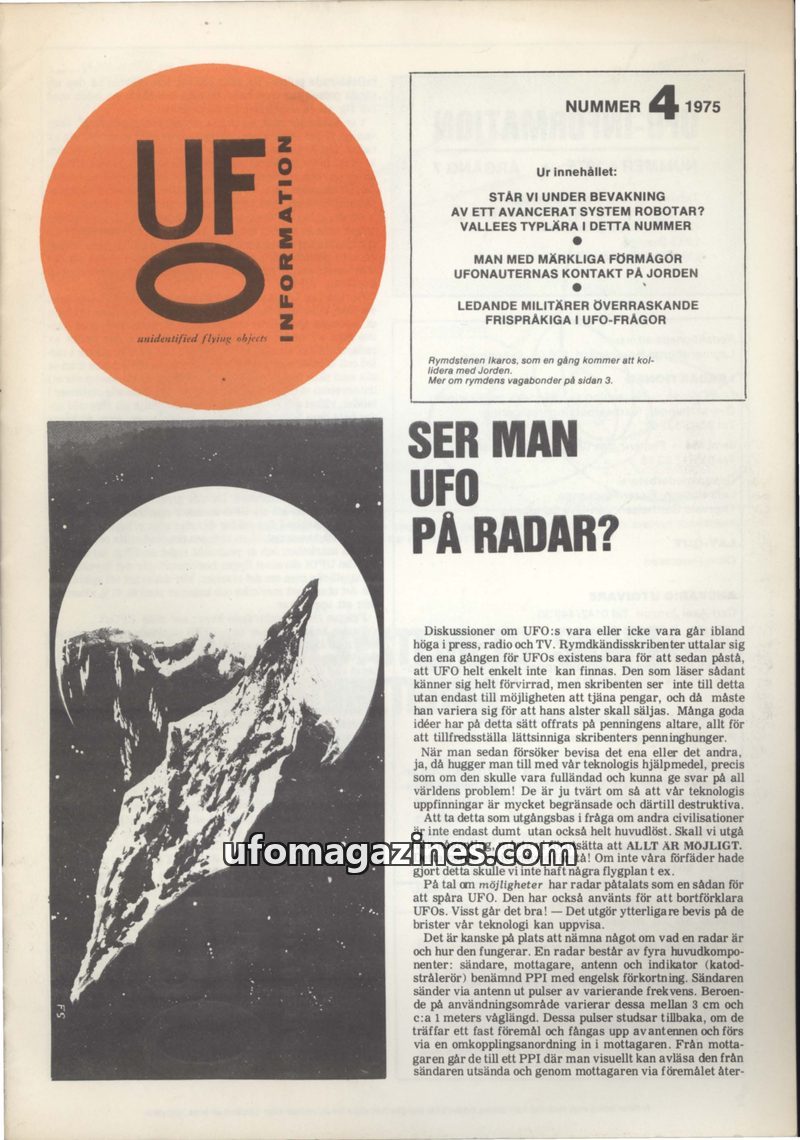 UF
O
INFORMATION
unidentified flying objects
NUMMER 4 1975
Ur innehållet:
STÅR VI UNDER BEVAKNING
AV ETT AVANCERAT SYSTEM ROBOTAR?
VALLEES TYPLÄRA I DETTA NUMMER
MAN MED MÄRKLIGA FÖRMÅGOR
UFONAUTERNAS KONTAKT PÅ JORDEN
LEDANDE MILITÄRER ÖVERRASKANDE
FRISPRÅKIGA I UFO-FRÅGOR
Rymdstenen Ikaros, som en gång kommer att kol-
lidera med Jorden.
Mer om rymdens vagabonder på sidan 3.
SER MAN
UFO
PÅ RADAR?
Diskussioner om UFO:s vara eller icke vara går ibland
höga i press, radio och TV. Rymdkändisskribenter uttalar sig
den ena gången för UFOs existens bara för att sedan påstå,
att UFO helt enkelt inte kan finnas. Den som läser sådant
känner sig helt förvirrad, men skribenten ser inte till detta
utan endast till möjligheten att tjäna pengar, och då måste
han variera sig för att hans alster skall säljas. Många goda
idéer har på detta sätt offrats på penningens altare, allt för
att tillfredsställa lättsinniga skribenters penninghunger.
När man sedan försöker bevisa det ena eller det andra,
ja, då hugger man till med vår teknologis hjälpmedel, precis
som om den skulle vara fulländad och kunna ge svar på all
världens problem! De är ju tvärt om så att vår teknologis
uppfinningar är mycket begränsade och därtill destruktiva.
Att ta detta som utgångsbas i fråga om andra civilisationer
är inte endast dumt utan också helt huvudlöst. Skall vi utgå
att ALLT ÄR MÖJLIGT.
ufomagazines.com
Om inte våra förfäder hade
gjort detta skulle vi inte haft några flygplan t ex.
På tal om möjligheter har radar påtalats som en sådan för
att spåra UFO. Den har också använts för att bortförklara
UFOs. Visst går det bra! — Det utgör ytterligare bevis på de
brister vår teknologi kan uppvisa.
Det är kanske på plats att nämna något om vad en radar är
och hur den fungerar. En radar består av fyra huvudkompo-
nenter: sändare, mottagare, antenn och indikator (katod-
strålerör) benämnd PPI med engelsk förkortning. Sändaren
sänder via antenn ut pulser av varierande frekvens. Beroen-
de på användningsområde varierar dessa mellan 3 cm och
c:a 1 meters våglängd. Dessa pulser studsar tillbaka, om de
träffar ett fast föremål och fångas upp av antennen och förs
via en omkopplingsanordning in i mottagaren. Från motta-
garen går de till ett PPI där man visuellt kan avläsa den från
sändaren utsända och genom mottagaren via föremålet åter-
FS